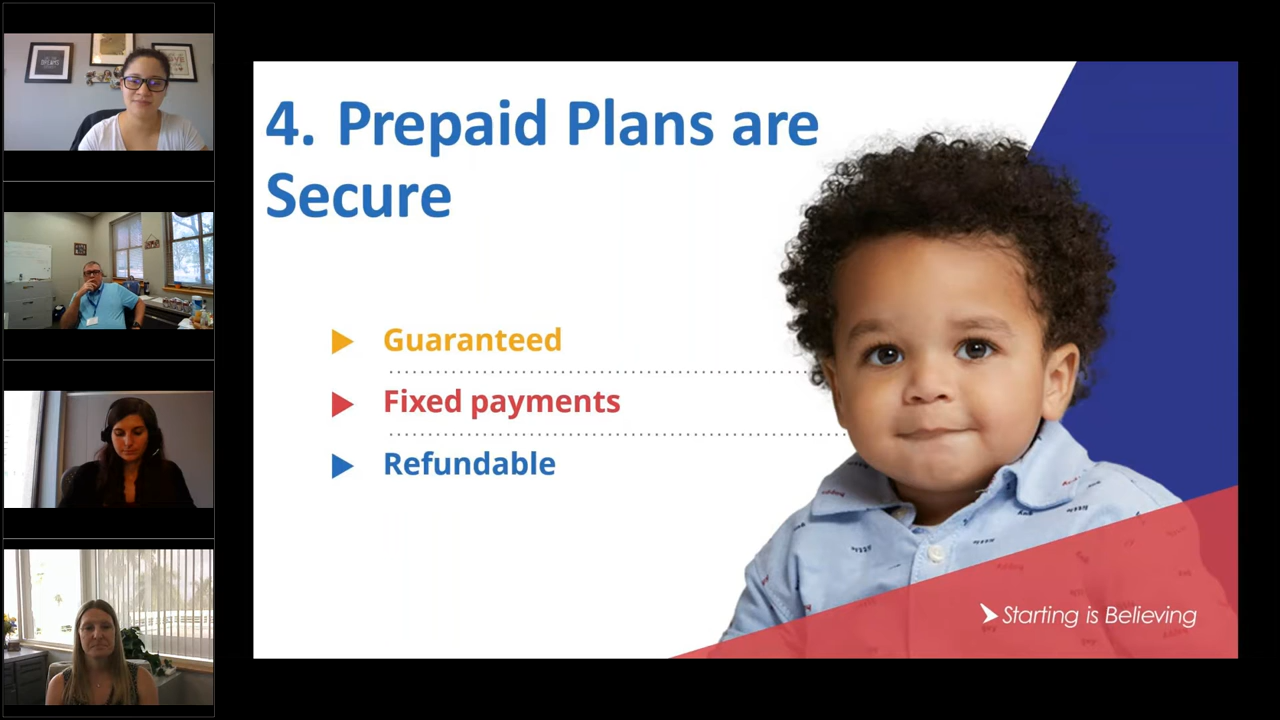 4. Prepaid Plans are
Secure
Guaranteed
Fixed payments
Refundable
Starting is Believing